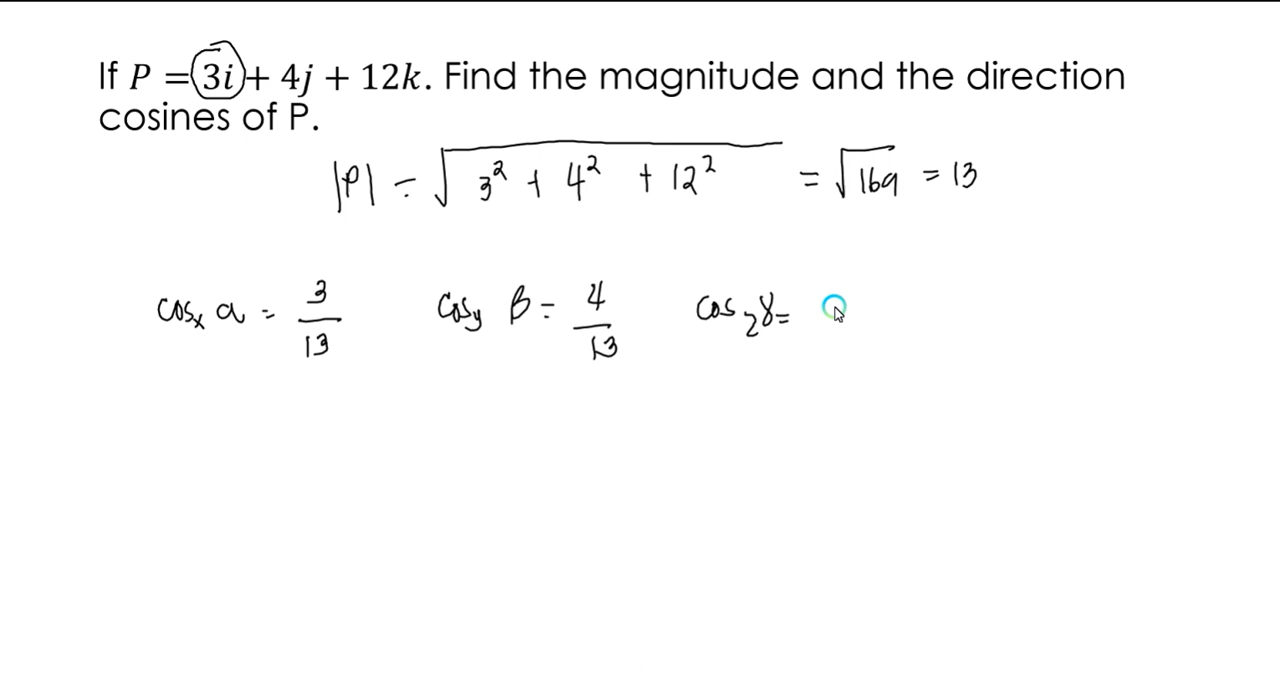 If P = 3i + 4j + 12k. Find the magnitude and the direction
cosines of P.
|P| = √(3² + 4² + 12²) = √169 = 13
cosₓ α = 3/13 cosᵧ β = 4/13 cos z γ =